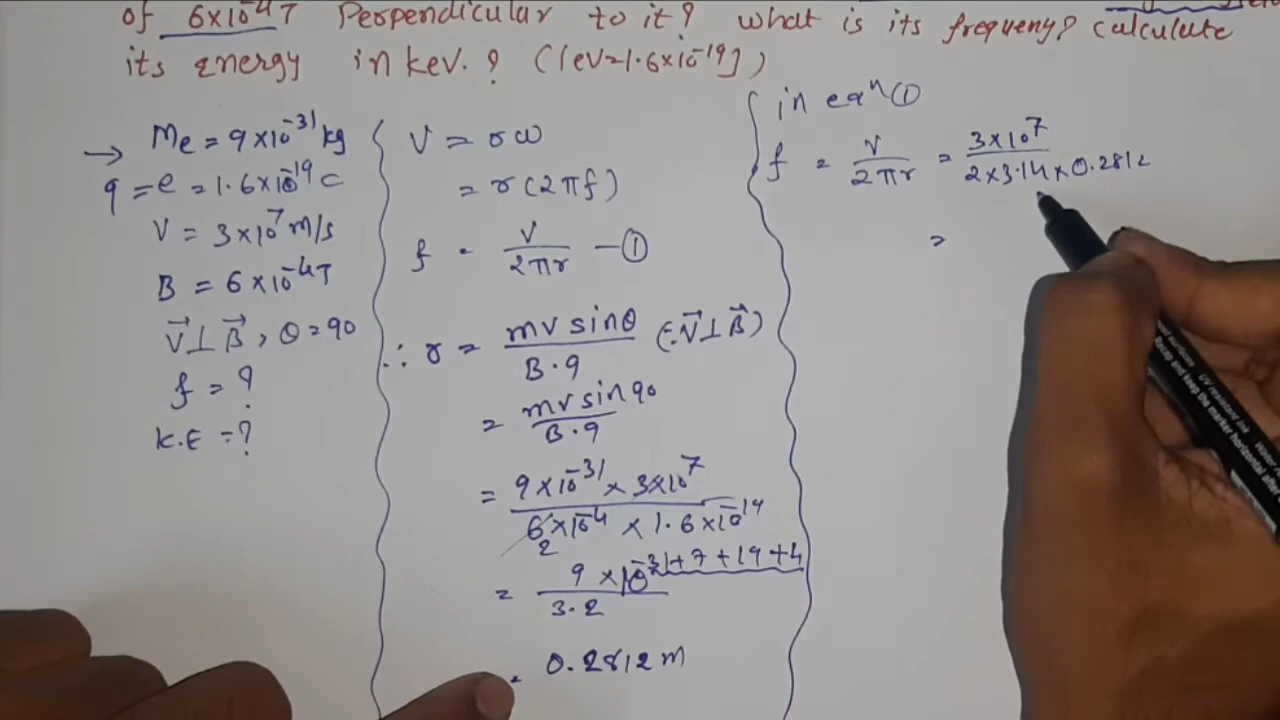 of 6×10⁻⁴T Perpendicular to it? what is its frequeny? calculate
its energy in kev.? (1ev=1.6×10⁻¹⁹J)
→ Me = 9×10⁻³¹ kg
q = e = 1.6×10⁻¹⁹ C
V = 3×10⁷ m/s
B = 6×10⁻⁴T
V⃗ ⊥ B⃗, θ = 90
f = ?
K.E = ?
V = rω
= r(2πf)
f = V/2πr — ①
∴ r = mv sinθ / B·q (∵ V⃗ ⊥ B⃗)
= mv sin90 / B·q
= 9×10⁻³¹ × 3×10⁷ / 6×10⁻⁴ × 1.6×10⁻¹⁹
2
= 9 ×10⁻³¹⁺⁷⁺¹⁹⁺⁴ / 3.2
= 0.2812 m
in eqⁿ ①
f = V/2πr = 3×10⁷ / 2×3.14×0.2812
=